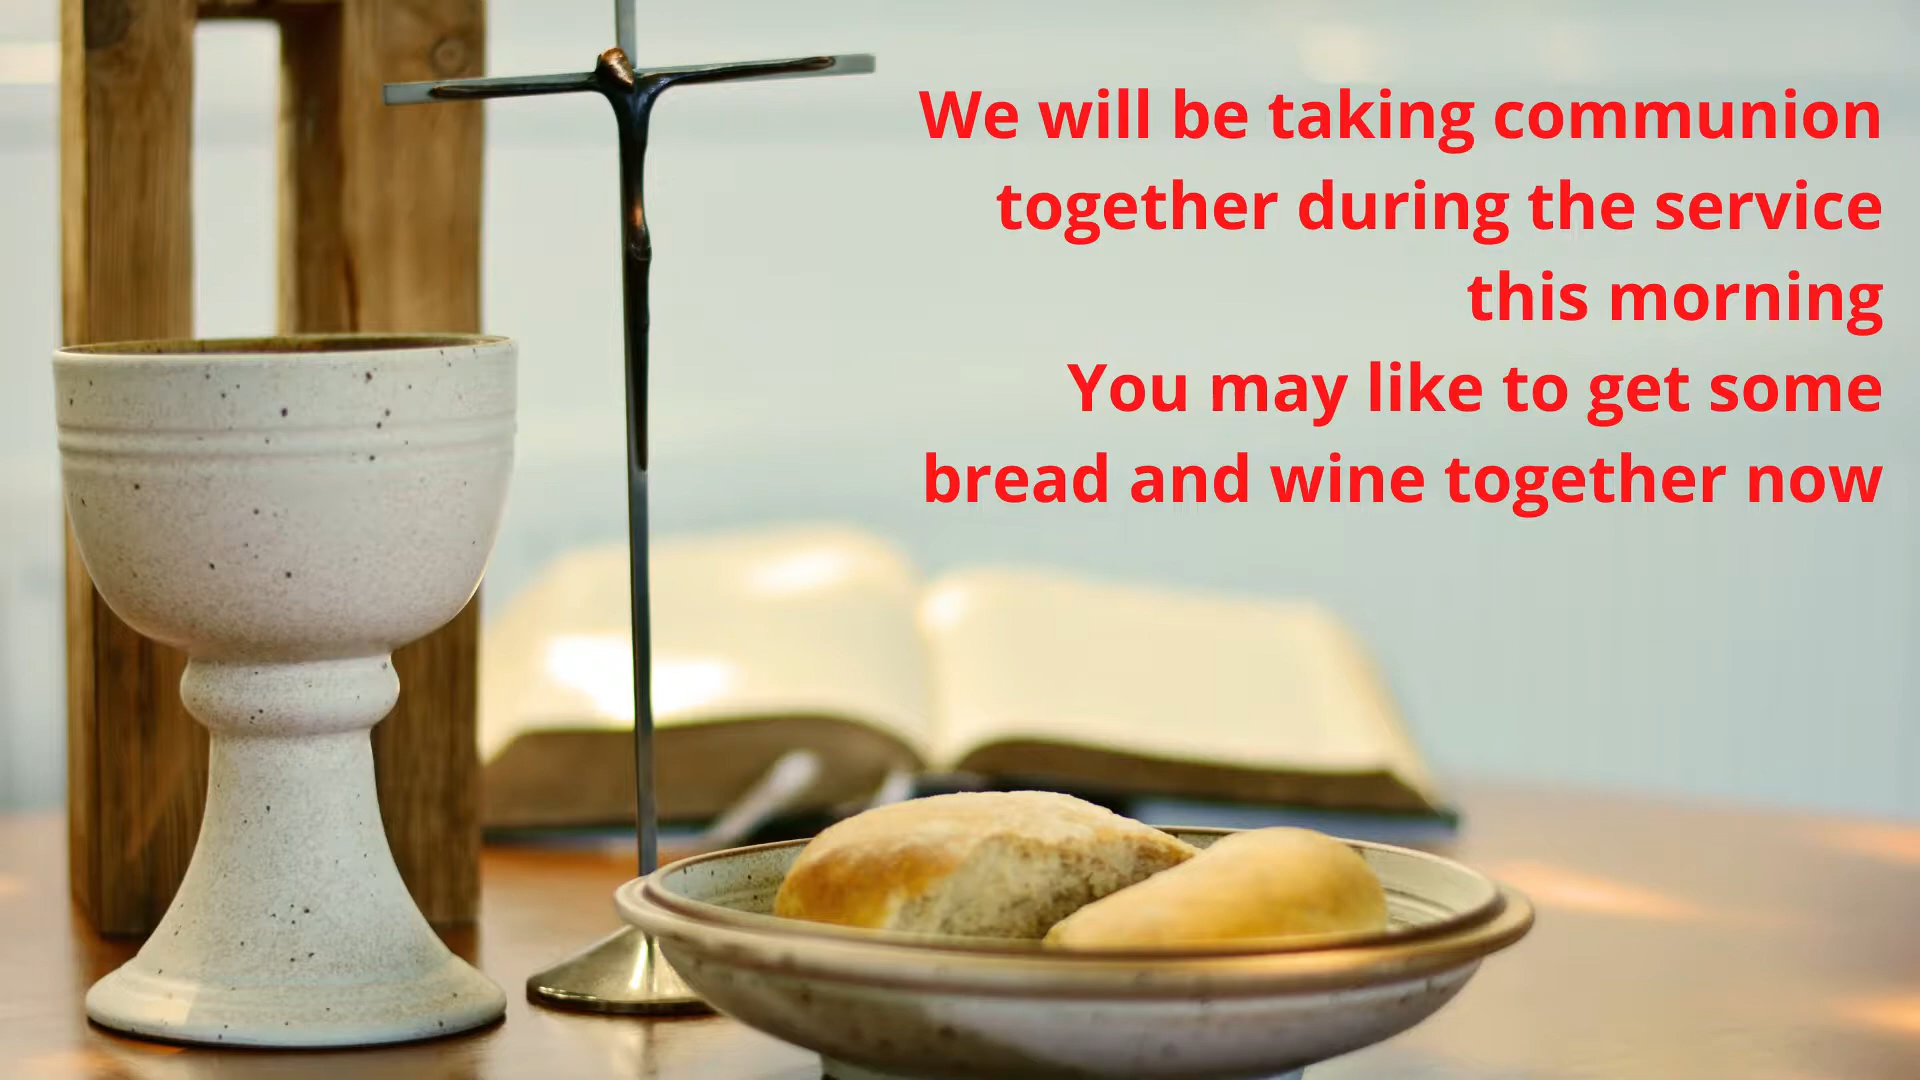 We will be taking communion
together during the service
this morning
You may like to get some
bread and wine together now